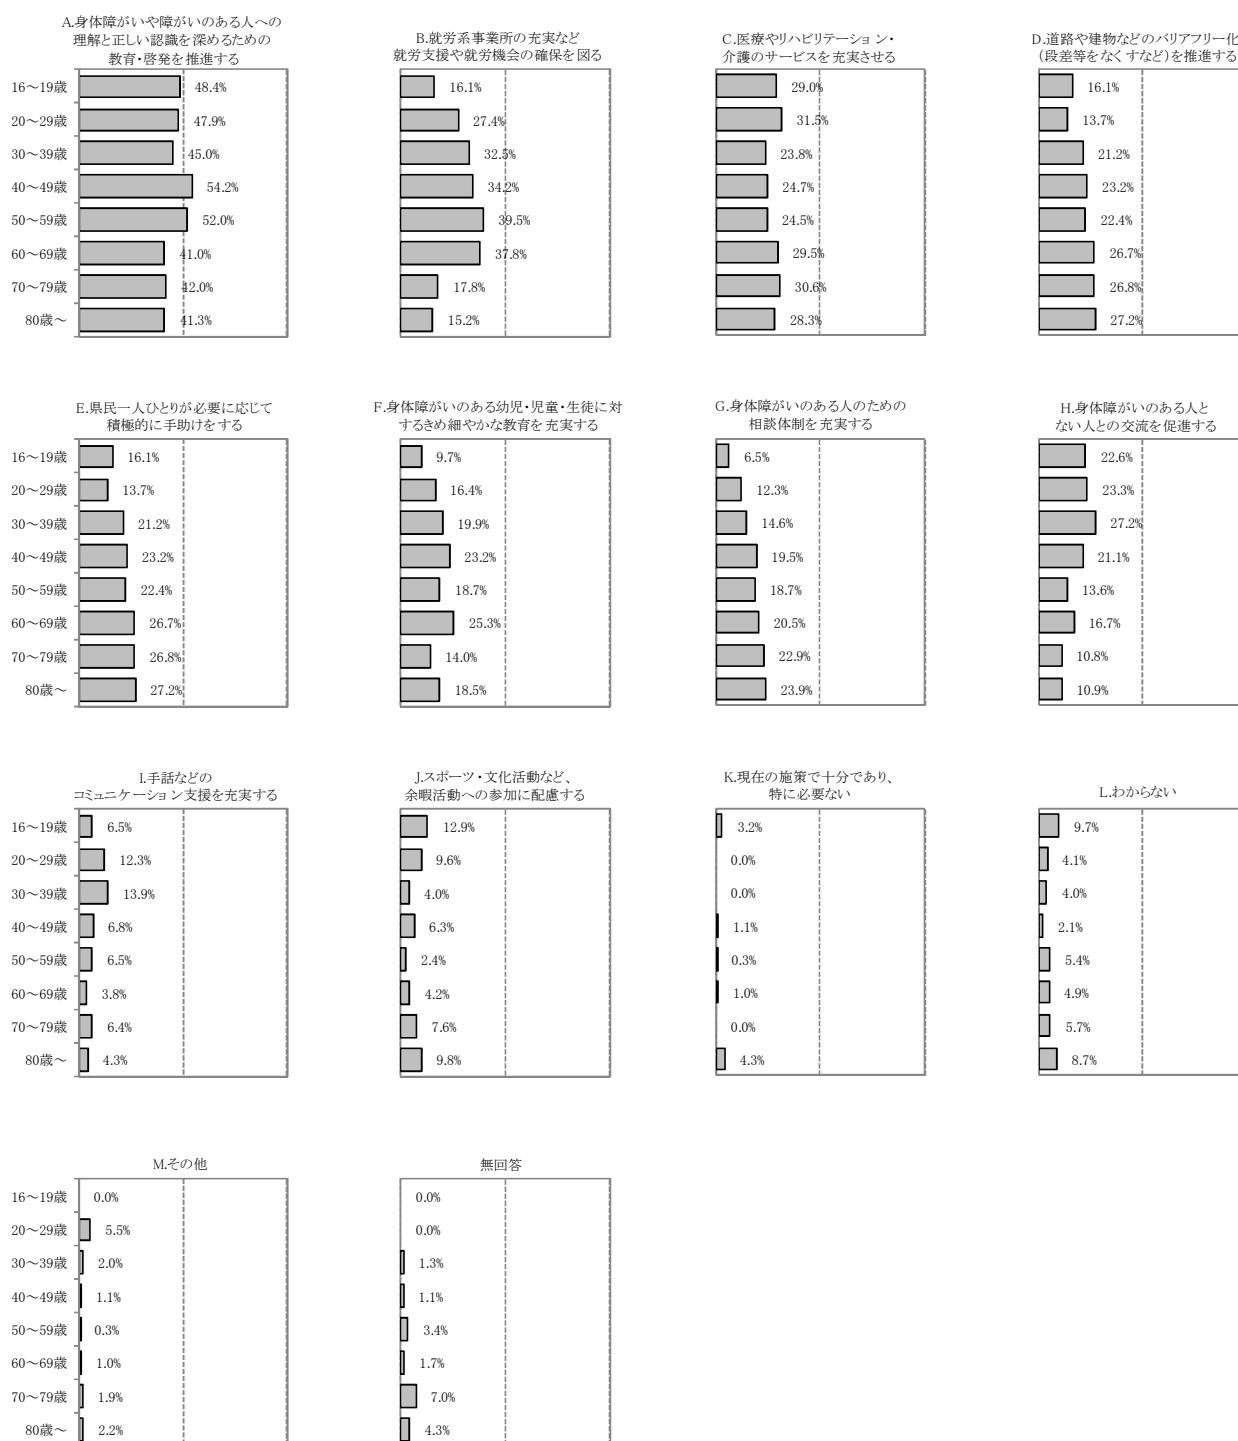 A.身体障がいや障がいのある人への
理解と正しい認識を深めるための
教育・啓発を推進する
B.就労系事業所の充実など
就労支援や就労機会の確保を図る
C.医療やリハビリテーション・
介護のサービスを充実させる
D.道路や建物などのバリアフリー化
(段差等をなくすなど)を推進する
16～19歳 48.4% 16.1% 29.0% 16.1%
20～29歳 47.9% 27.4% 31.5% 13.7%
30～39歳 45.0% 32.5% 23.8% 21.2%
40～49歳 54.2% 34.2% 24.7% 23.2%
50～59歳 52.0% 39.5% 24.5% 22.4%
60～69歳 41.0% 37.8% 29.5% 26.7%
70～79歳 42.0% 17.8% 30.6% 26.8%
80歳～ 41.3% 15.2% 28.3% 27.2%
E.県民一人ひとりが必要に応じて
積極的に手助けをする
F.身体障がいのある幼児・児童・生徒に対
するきめ細やかな教育を充実する
G.身体障がいのある人のための
相談体制を充実する
H.身体障がいのある人と
ない人との交流を促進する
16～19歳 16.1% 9.7% 6.5% 22.6%
20～29歳 13.7% 16.4% 12.3% 23.3%
30～39歳 21.2% 19.9% 14.6% 27.2%
40～49歳 23.2% 23.2% 19.5% 21.1%
50～59歳 22.4% 18.7% 18.7% 13.6%
60～69歳 26.7% 25.3% 20.5% 16.7%
70～79歳 26.8% 14.0% 22.9% 10.8%
80歳～ 27.2% 18.5% 23.9% 10.9%
I.手話などの
コミュニケーション支援を充実する
J.スポーツ・文化活動など、
余暇活動への参加に配慮する
K.現在の施策で十分であり、
特に必要ない
L.わからない
16～19歳 6.5% 12.9% 3.2% 9.7%
20～29歳 12.3% 9.6% 0.0% 4.1%
30～39歳 13.9% 4.0% 0.0% 4.0%
40～49歳 6.8% 6.3% 1.1% 2.1%
50～59歳 6.5% 2.4% 0.3% 5.4%
60～69歳 3.8% 4.2% 1.0% 4.9%
70～79歳 6.4% 7.6% 0.0% 5.7%
80歳～ 4.3% 9.8% 4.3% 8.7%
M.その他
無回答
16～19歳 0.0% 0.0%
20～29歳 5.5% 0.0%
30～39歳 2.0% 1.3%
40～49歳 1.1% 1.1%
50～59歳 0.3% 3.4%
60～69歳 1.0% 1.7%
70～79歳 1.9% 7.0%
80歳～ 2.2% 4.3%